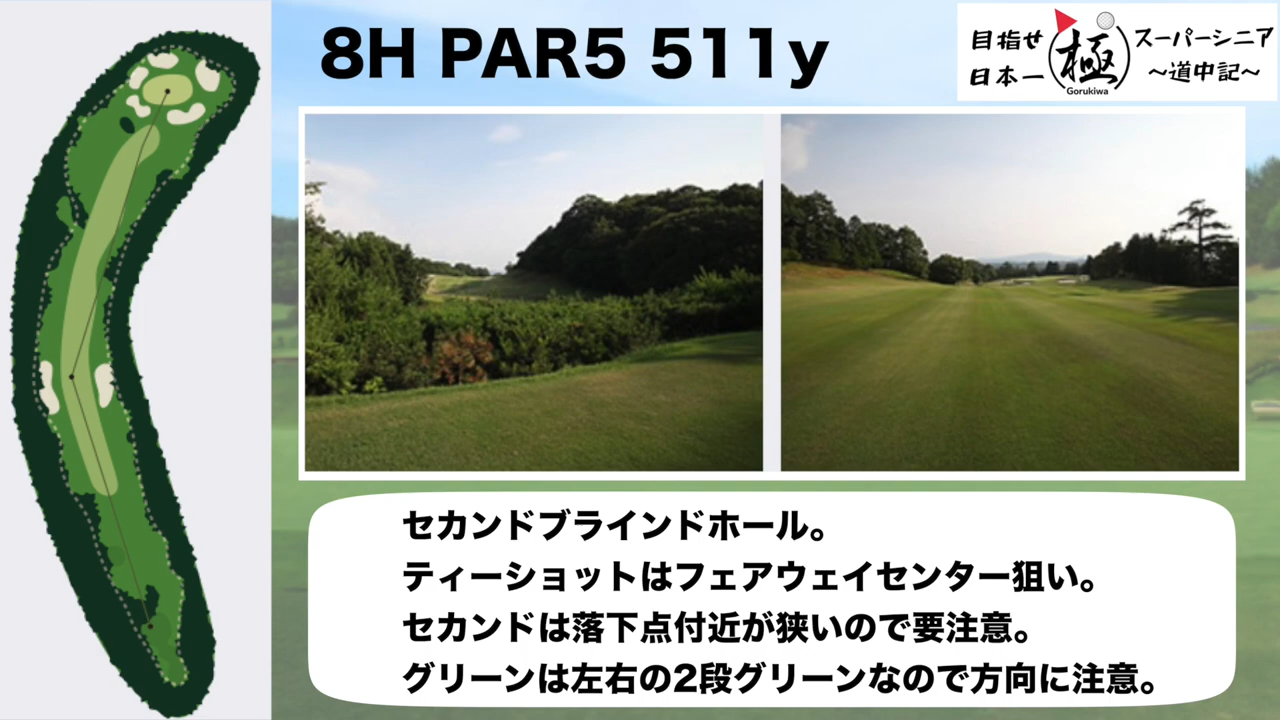 8H PAR5 511y
目指せ
日本一
極
Gorukiwa
スーパーシニア
～道中記～
セカンドブラインドホール。
ティーショットはフェアウェイセンター狙い。
セカンドは落下点付近が狭いので要注意。
グリーンは左右の2段グリーンなので方向に注意。